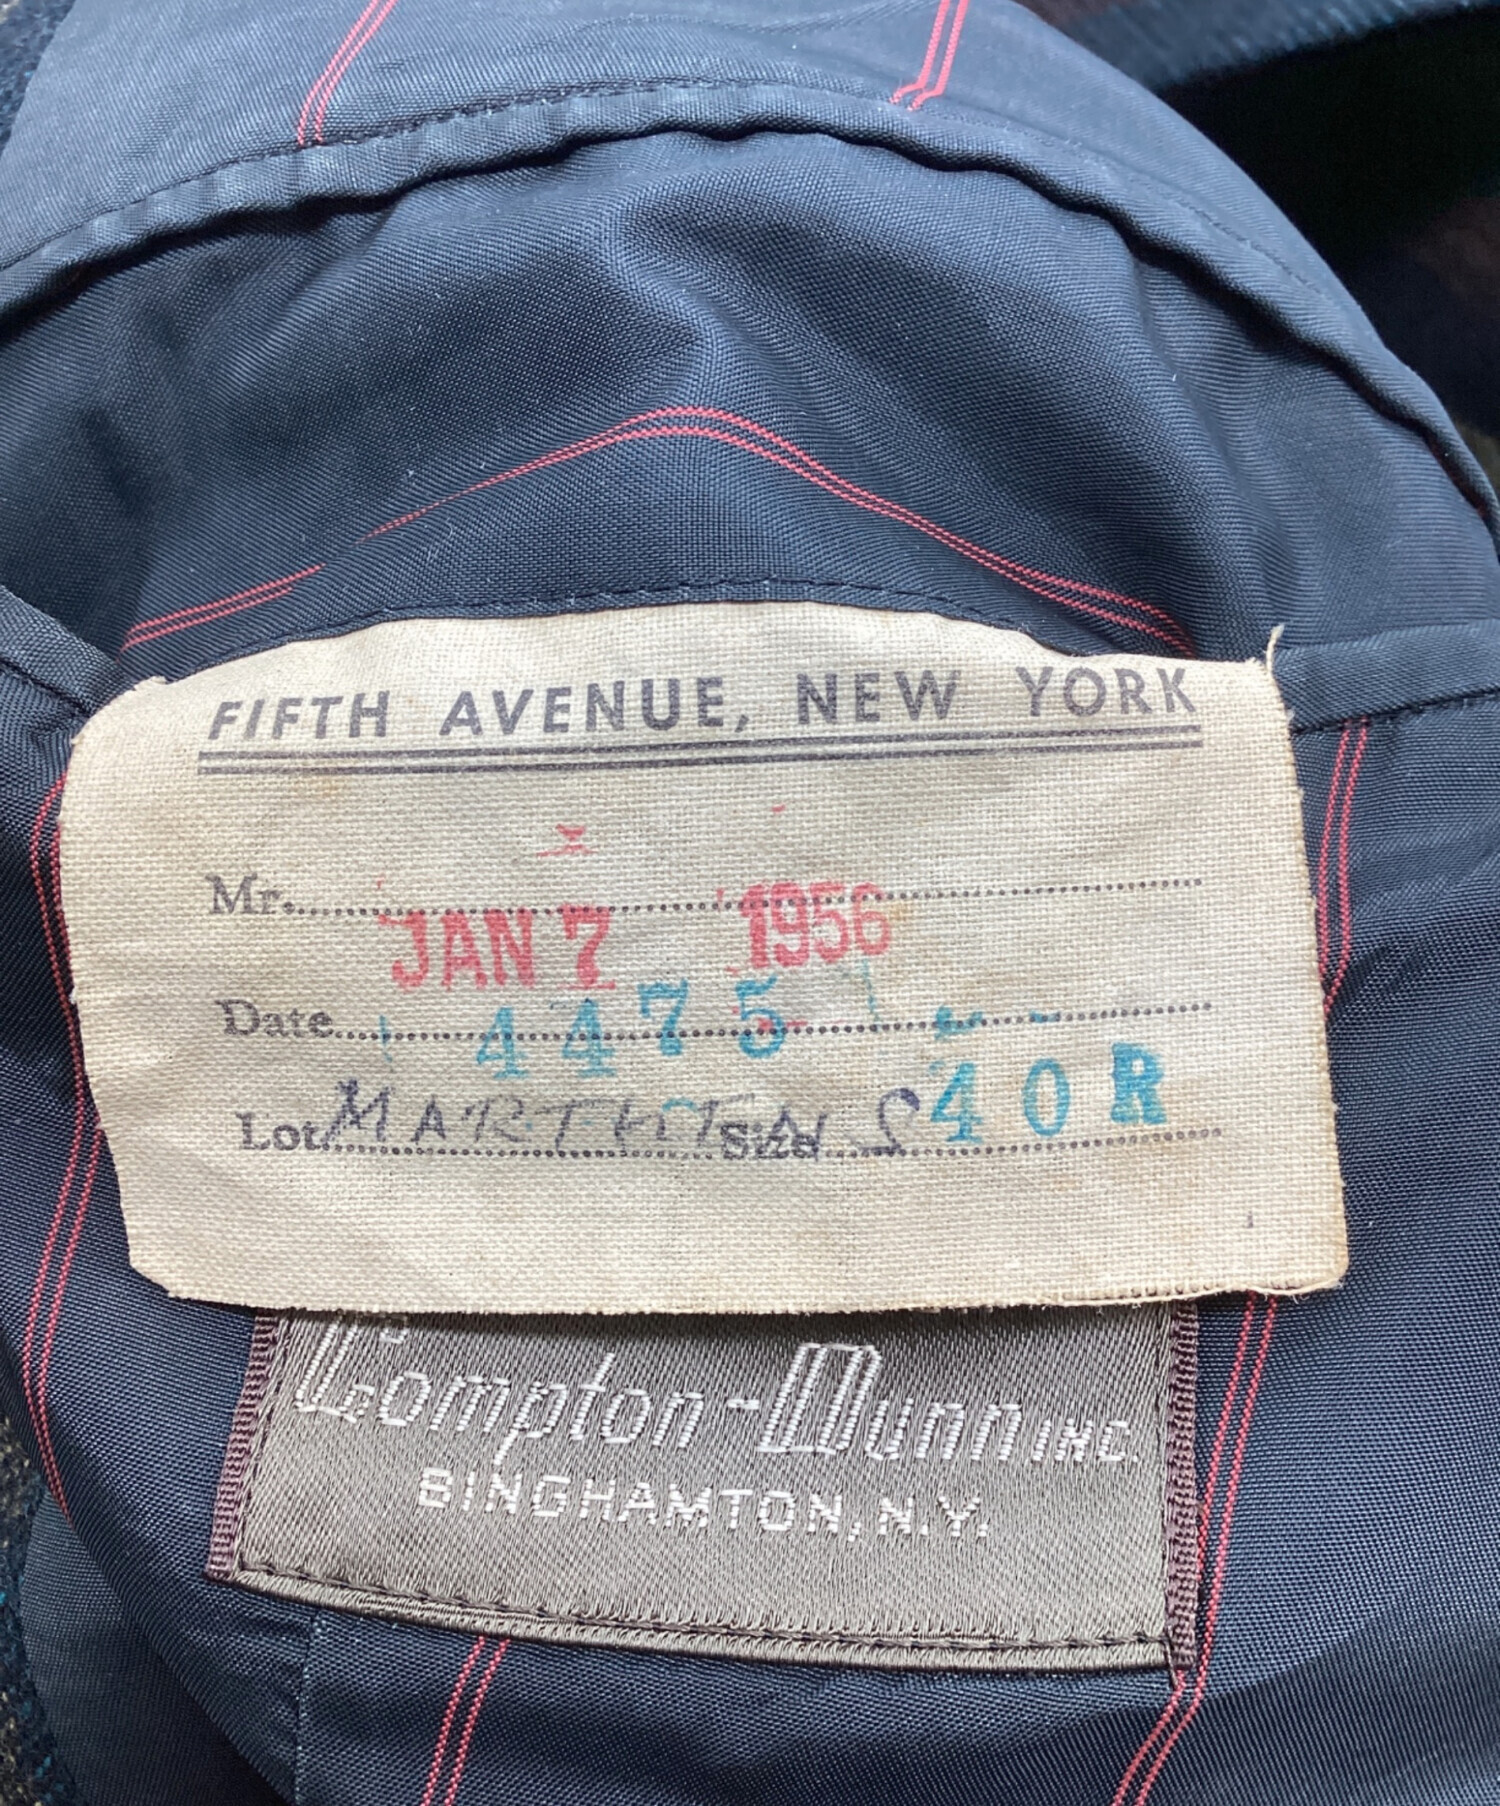 FIFTH AVENUE, NEW YORK
Mr.
JAN 7 1956
Date
4475
Lot Size 40R
Compton-Dunn INC.
BINGHAMTON, N.Y.